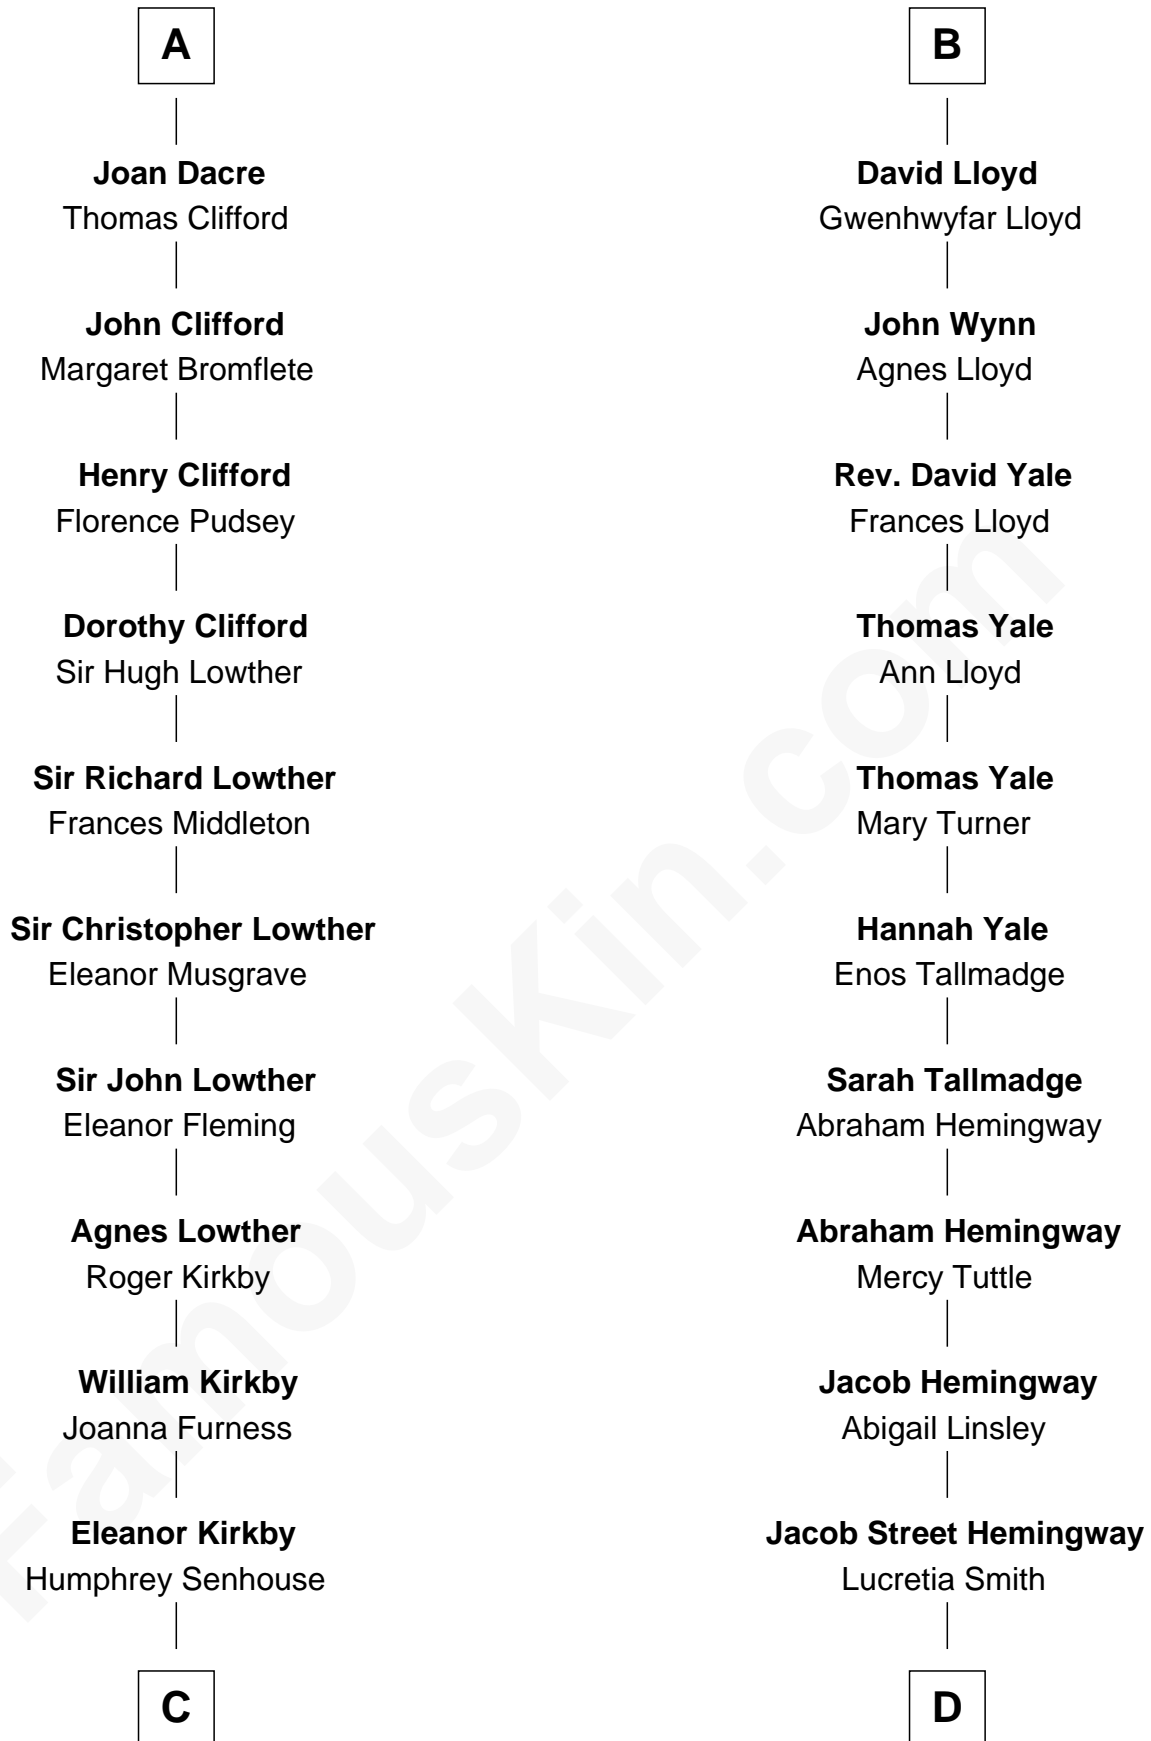 A
Joan Dacre
Thomas Clifford
John Clifford
Margaret Bromflete
Henry Clifford
Florence Pudsey
Dorothy Clifford
Sir Hugh Lowther
Sir Richard Lowther
Frances Middleton
Sir Christopher Lowther
Eleanor Musgrave
Sir John Lowther
Eleanor Fleming
Agnes Lowther
Roger Kirkby
William Kirkby
Joanna Furness
Eleanor Kirkby
Humphrey Senhouse
C
B
David Lloyd
Gwenhwyfar Lloyd
John Wynn
Agnes Lloyd
Rev. David Yale
Frances Lloyd
Thomas Yale
Ann Lloyd
Thomas Yale
Mary Turner
Hannah Yale
Enos Tallmadge
Sarah Tallmadge
Abraham Hemingway
Abraham Hemingway
Mercy Tuttle
Jacob Hemingway
Abigail Linsley
Jacob Street Hemingway
Lucretia Smith
D
FamousKin.com